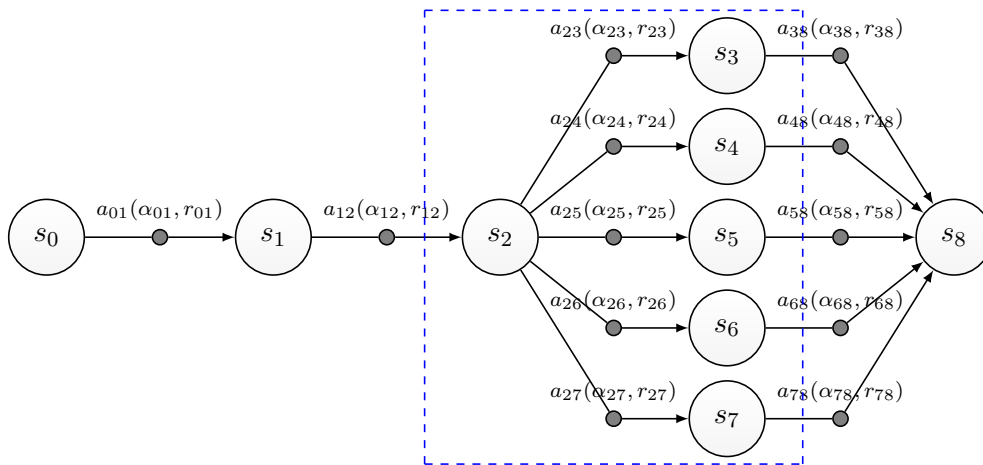 a₂₃(α₂₃, r₂₃)
s₃
a₃₈(α₃₈, r₃₈)
a₂₄(α₂₄, r₂₄)
s₄
a₄₈(α₄₈, r₄₈)
s₀
a₀₁(α₀₁, r₀₁)
s₁
a₁₂(α₁₂, r₁₂)
s₂
a₂₅(α₂₅, r₂₅)
s₅
a₅₈(α₅₈, r₅₈)
s₈
a₂₆(α₂₆, r₂₆)
s₆
a₆₈(α₆₈, r₆₈)
a₂₇(α₂₇, r₂₇)
s₇
a₇₈(α₇₈, r₇₈)